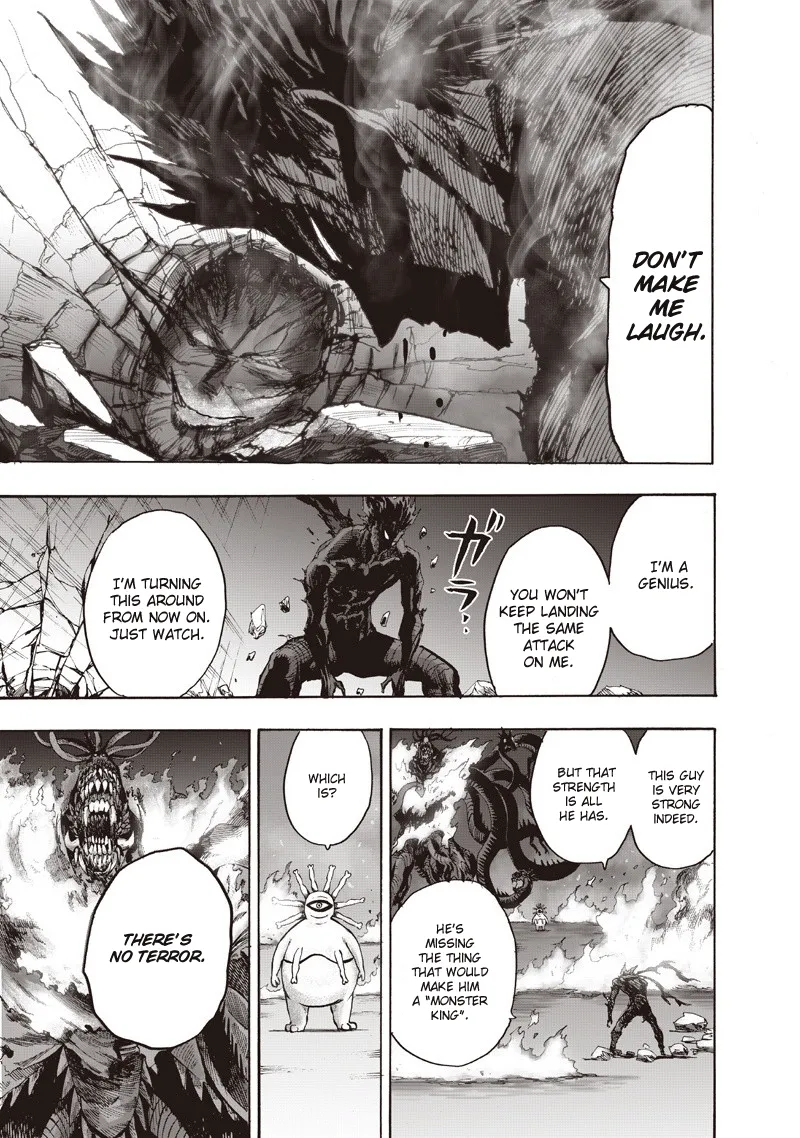 DON'T
MAKE
ME
LAUGH.
I'M A
GENIUS.
YOU WON'T
KEEP LANDING
THE SAME
ATTACK
ON ME.
ガラ
I'M TURNING
THIS AROUND
FROM NOW ON.
JUST WATCH.
THIS GUY
IS VERY
STRONG
INDEED.
BUT THAT
STRENGTH
IS ALL
HE HAS.
HE'S
MISSING
THE THING
THAT WOULD
MAKE HIM
A "MONSTER
KING".
WHICH
IS?
THERE'S
NO TERROR.